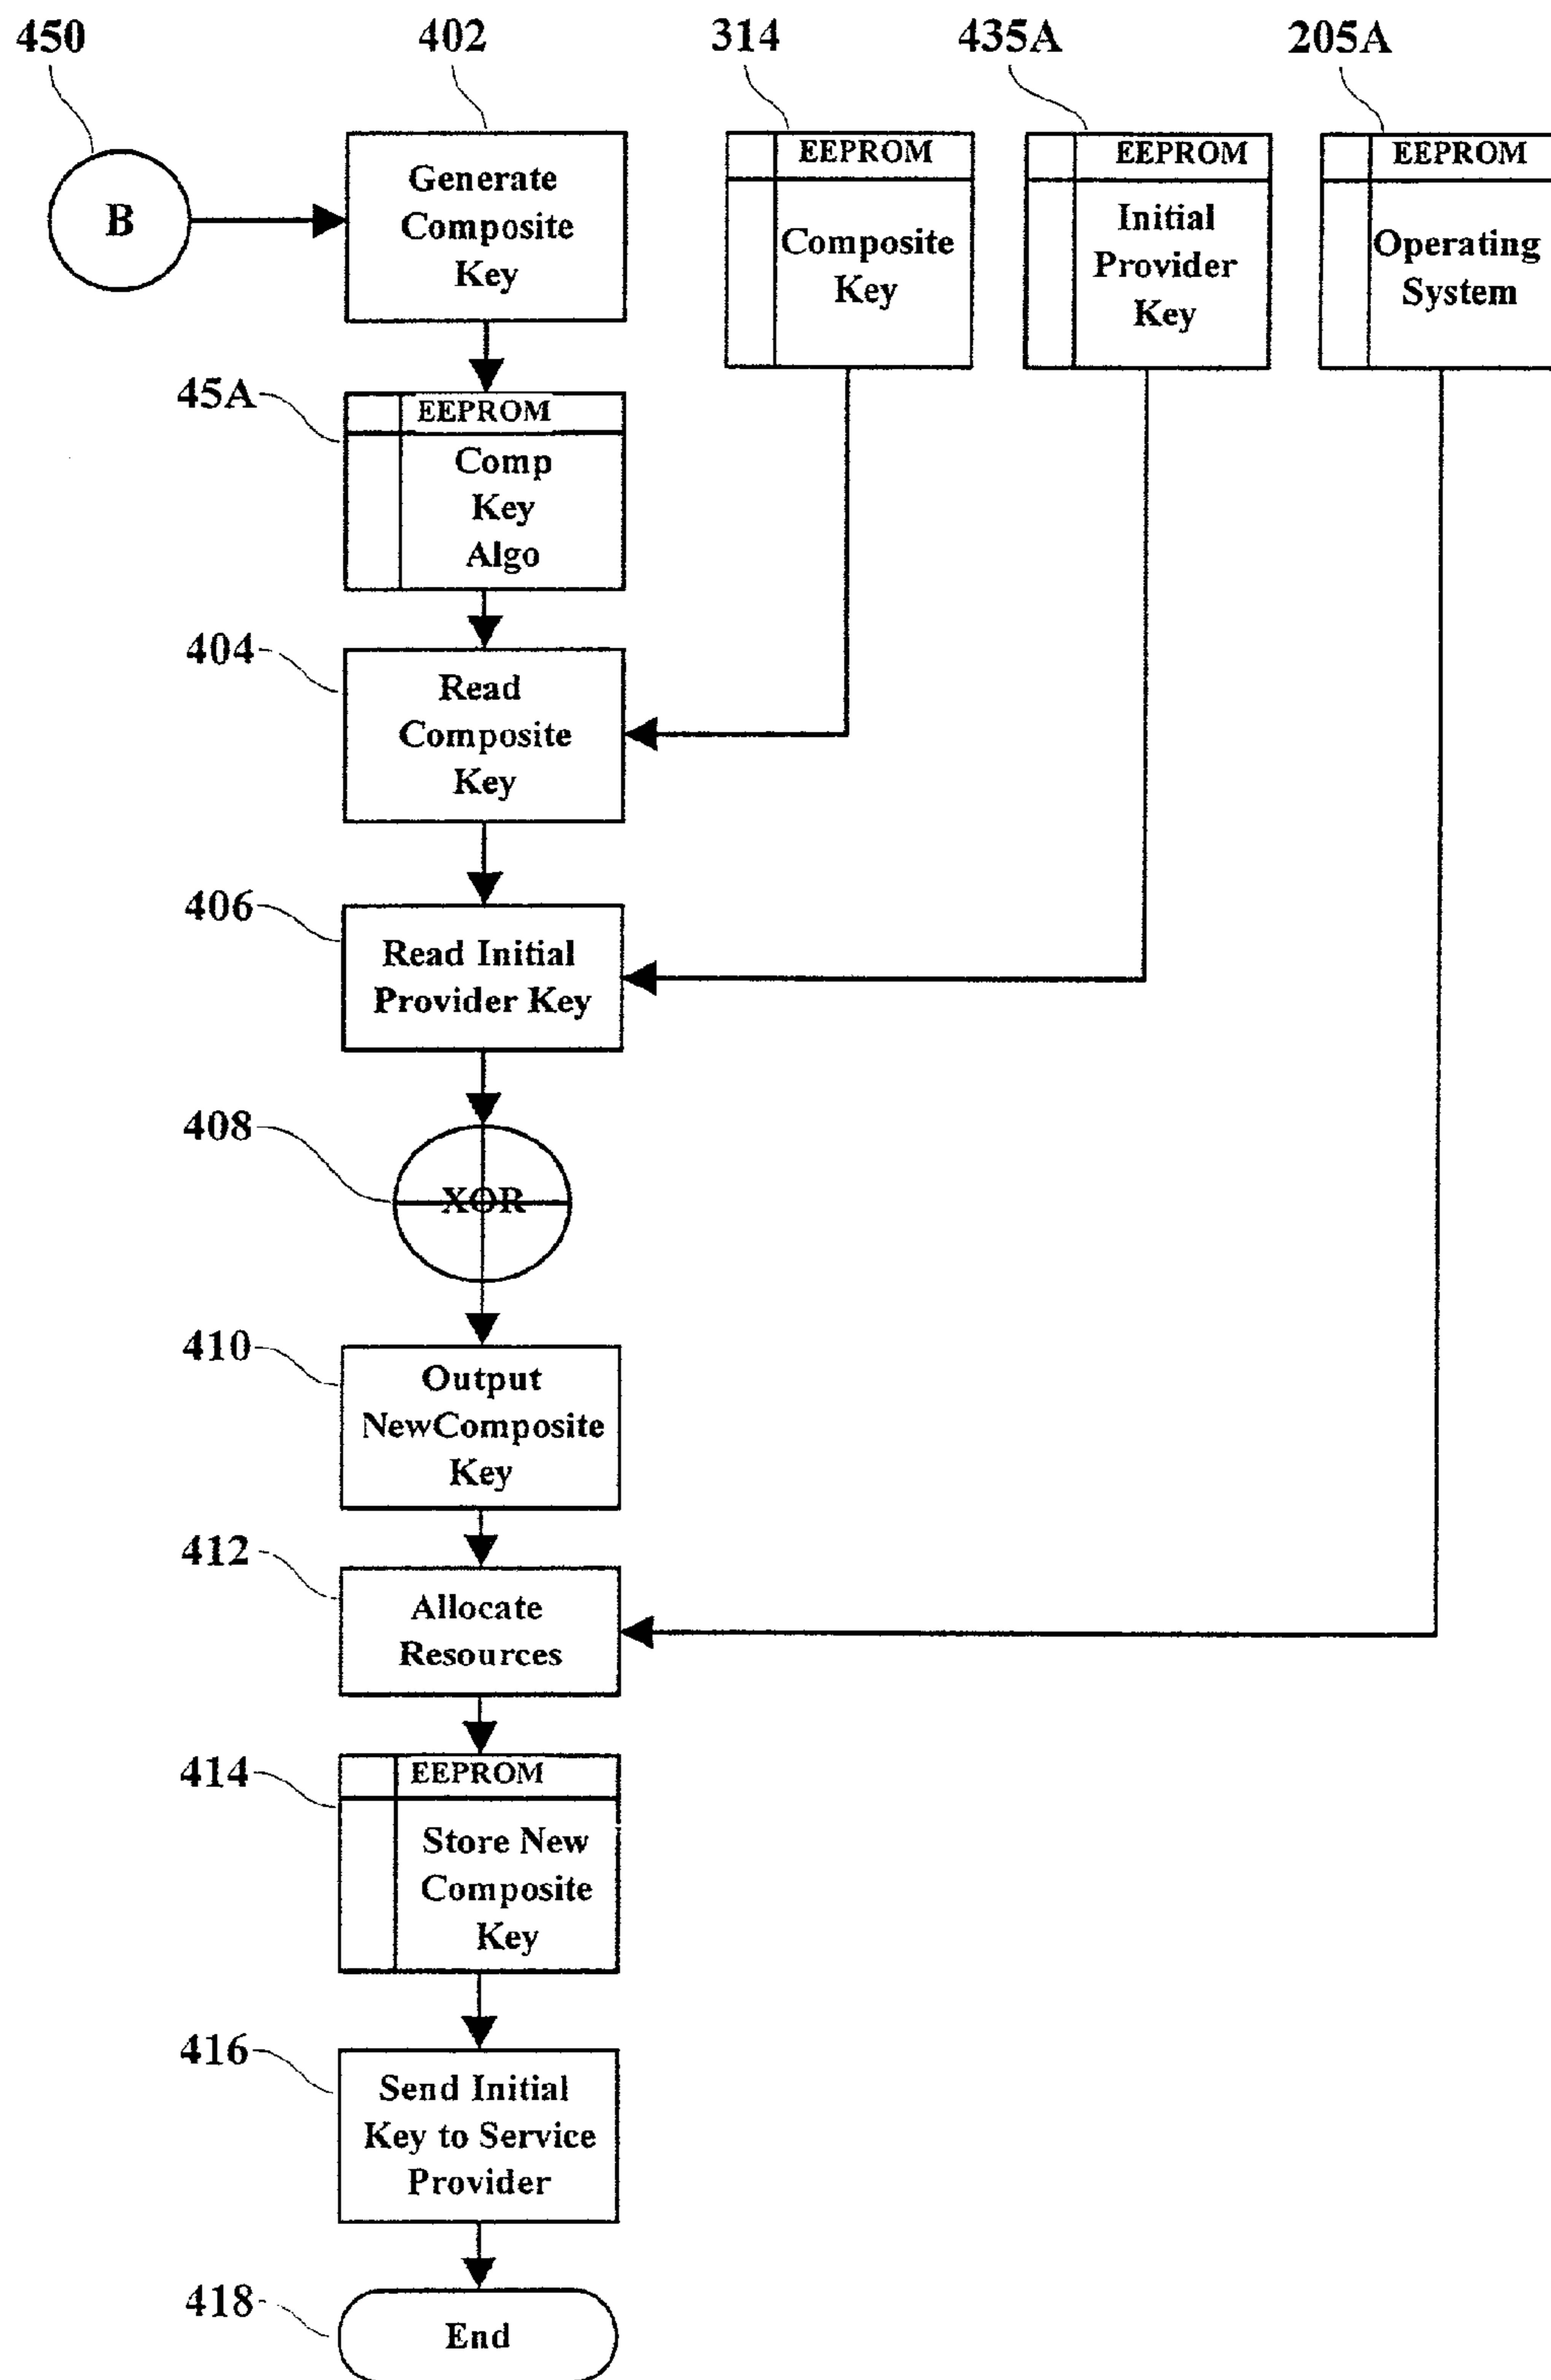 450
402
314
435A
205A
B
Generate
Composite
Key
EEPROM
Composite
Key
EEPROM
Initial
Provider
Key
EEPROM
Operating
System
45A
EEPROM
Comp
Key
Algo
404
Read
Composite
Key
406
Read Initial
Provider Key
408
XOR
410
Output
NewComposite
Key
412
Allocate
Resources
414
EEPROM
Store New
Composite
Key
416
Send Initial
Key to Service
Provider
418
End